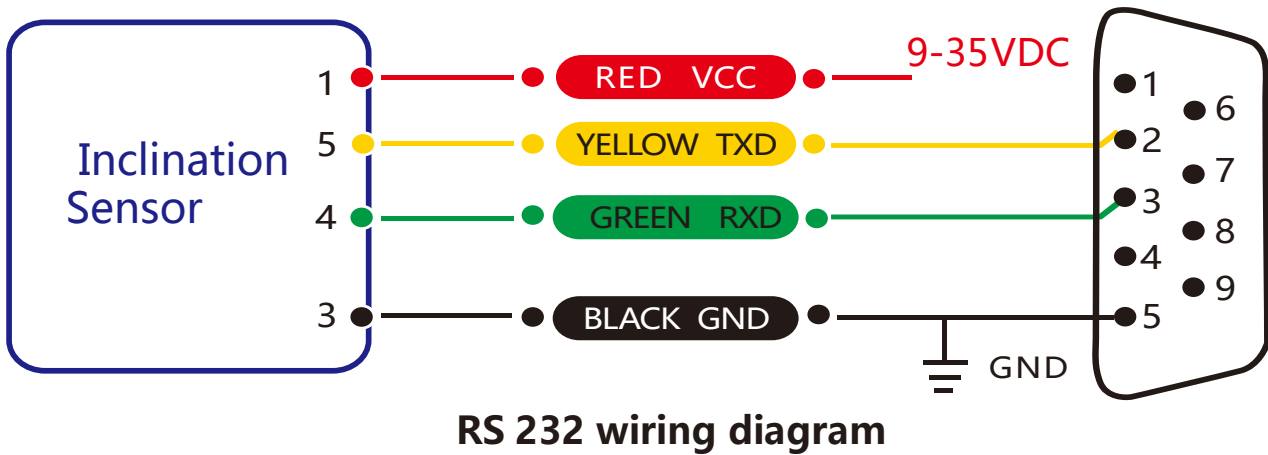 9-35VDC
1 RED VCC
Inclination
Sensor
5 YELLOW TXD
4 GREEN RXD
3 BLACK GND
GND
1
6
2
7
3
8
4
9
5
RS 232 wiring diagram